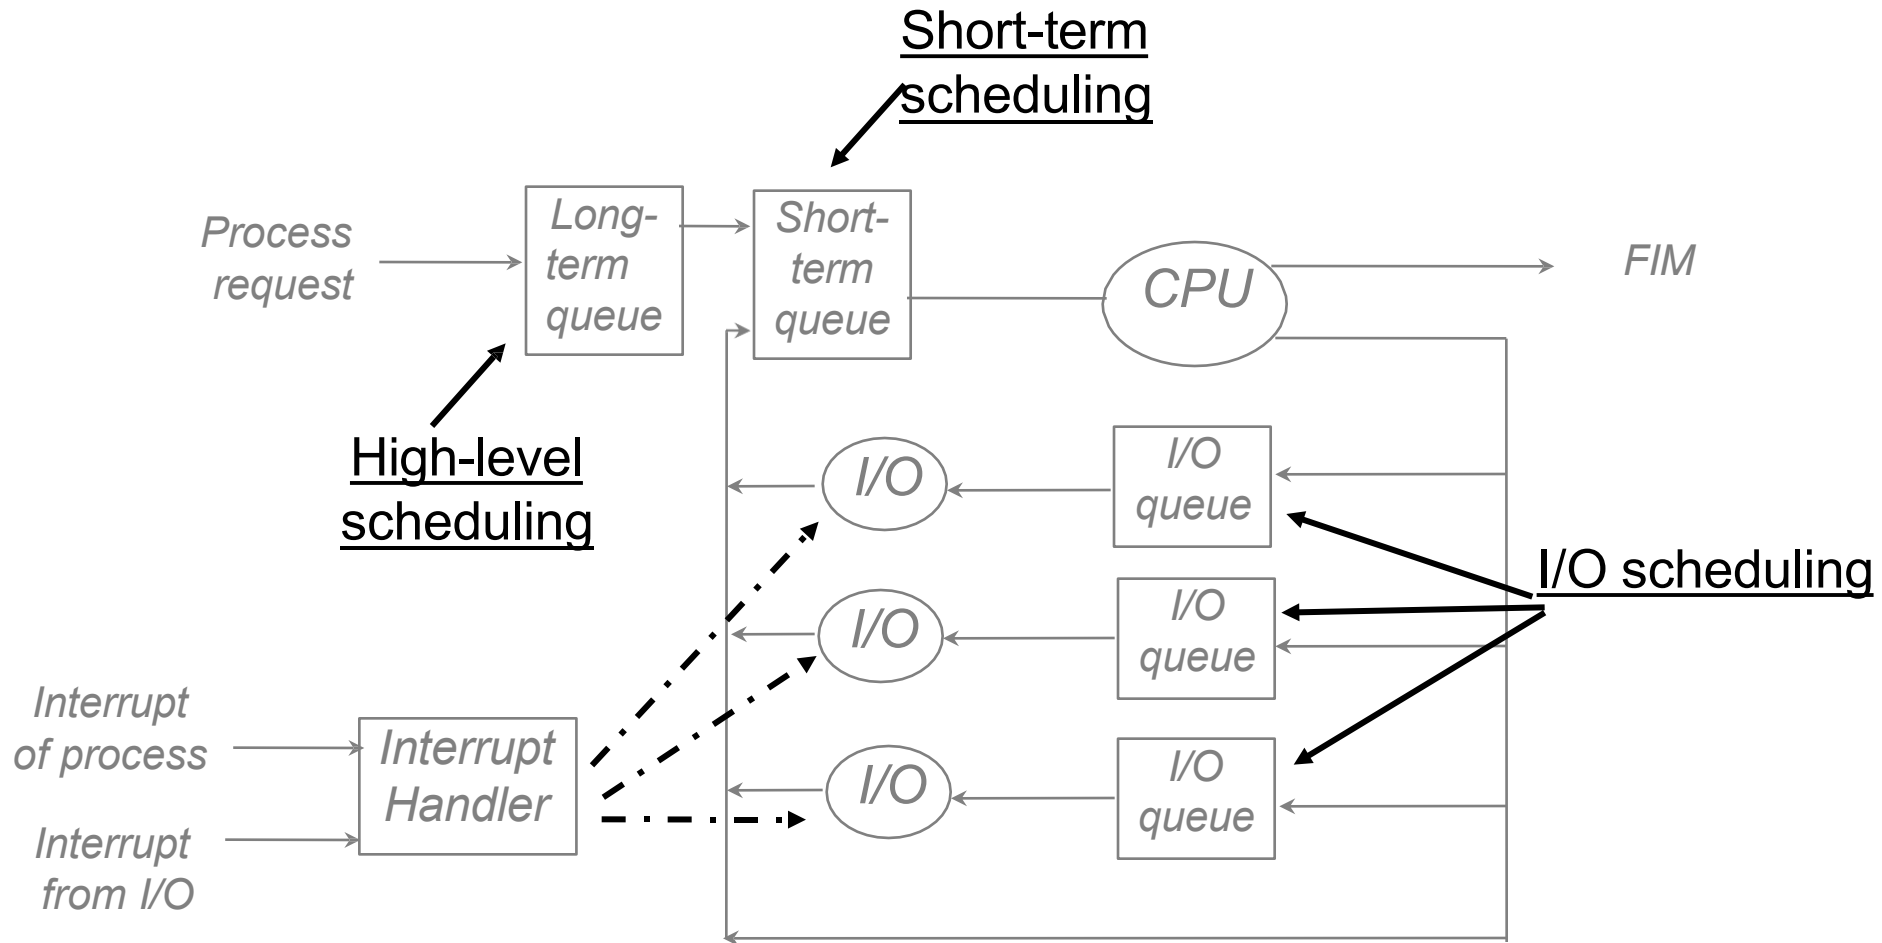 Short-term
scheduling
Process
request
Long-
term
queue
Short-
term
queue
CPU
FIM
High-level
scheduling
I/O
I/O
queue
I/O scheduling
I/O
I/O
queue
Interrupt
of process
Interrupt
Handler
I/O
I/O
queue
Interrupt
from I/O